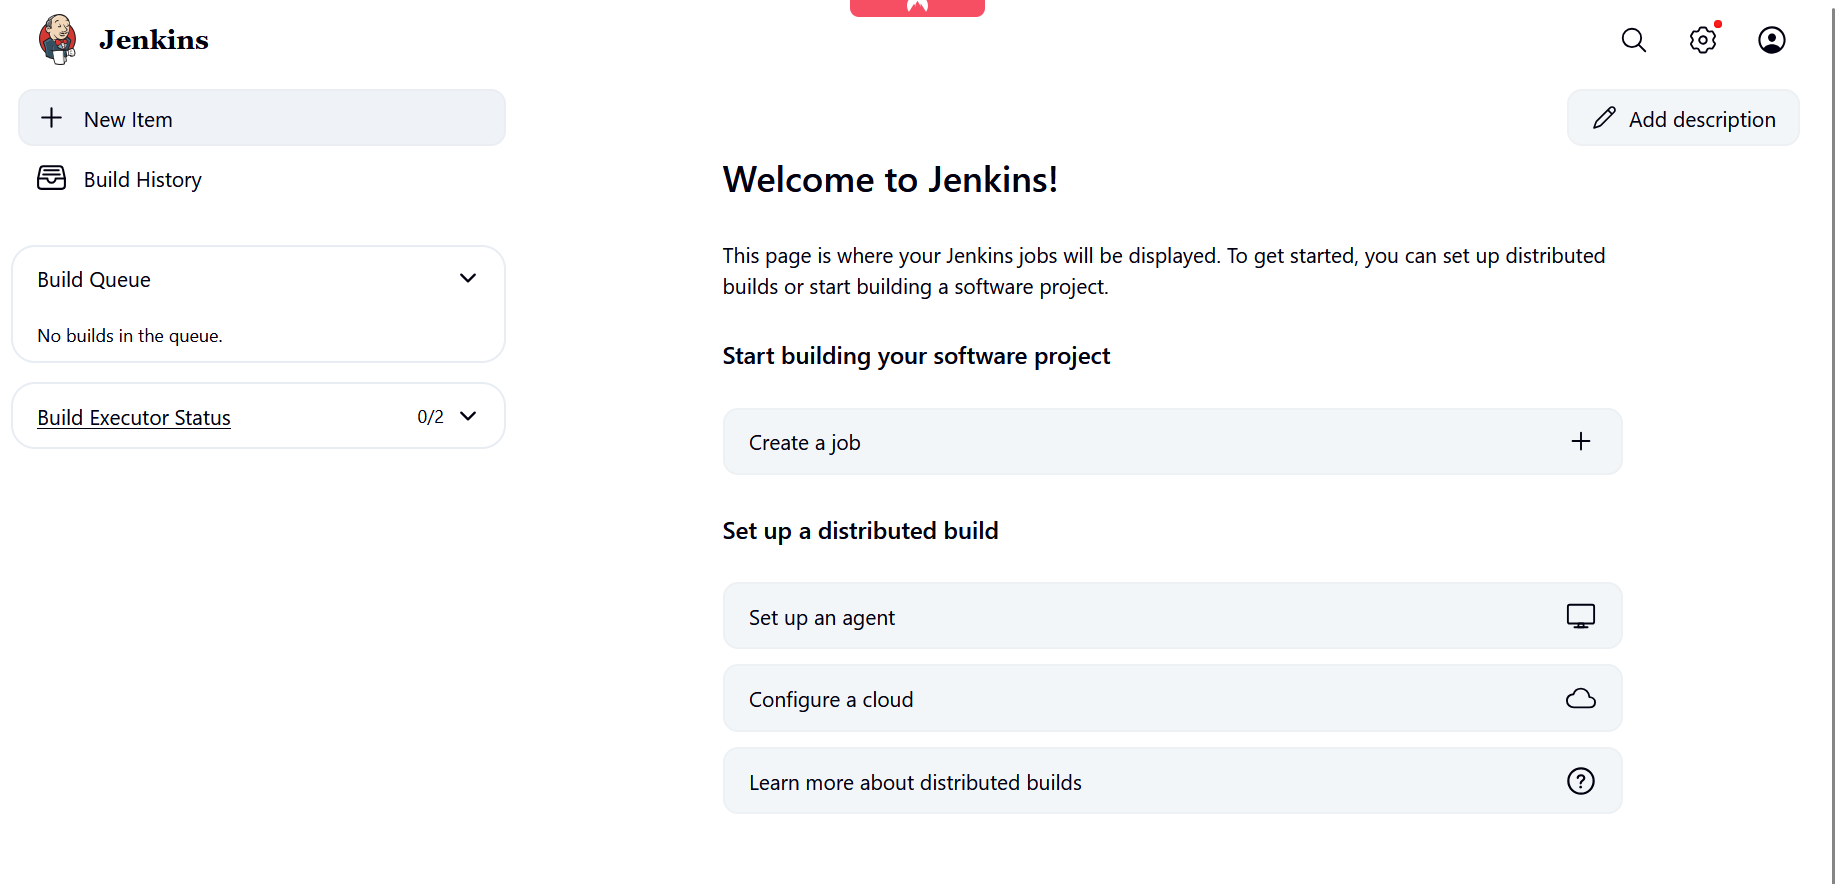 Jenkins
New Item
Build History
Build Queue
No builds in the queue.
Build Executor Status
0/2
Add description
Welcome to Jenkins!
This page is where your Jenkins jobs will be displayed. To get started, you can set up distributed
builds or start building a software project.
Start building your software project
Create a job
Set up a distributed build
Set up an agent
Configure a cloud
Learn more about distributed builds